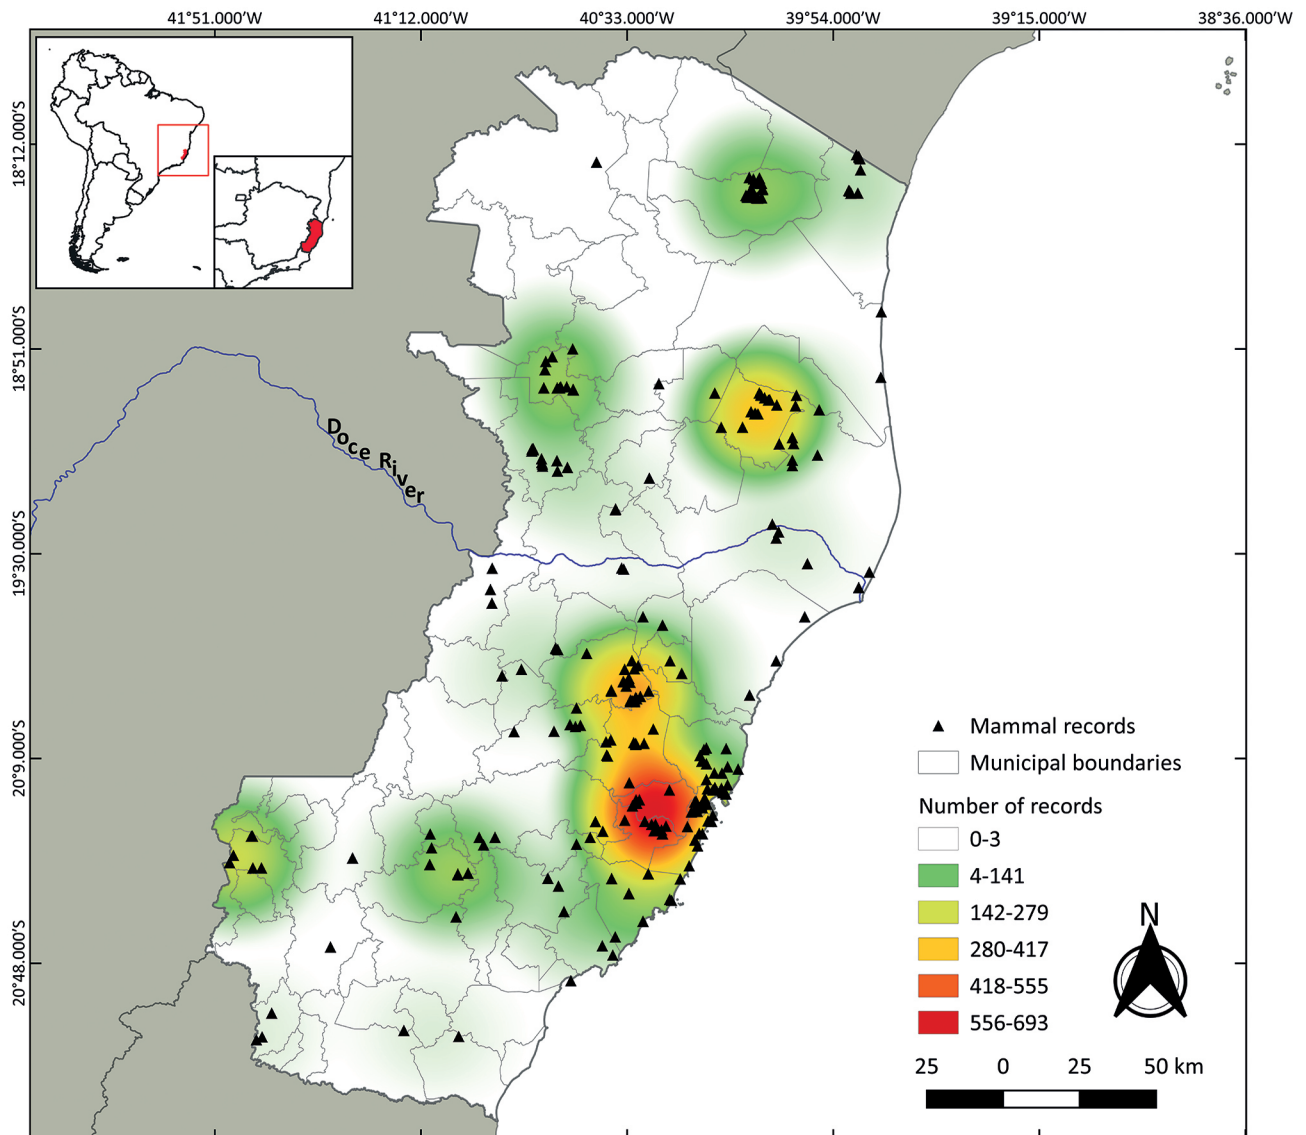 41°51.000'W 41°12.000'W 40°33.000'W 39°54.000'W 39°15.000'W 38°36.000'W
18°12.000'S
18°51.000'S
19°30.000'S
20°9.000'S
20°48.000'S
Doce River
Mammal records
Municipal boundaries
Number of records
0-3
4-141
142-279
280-417
418-555
556-693
N
25 0 25 50 km